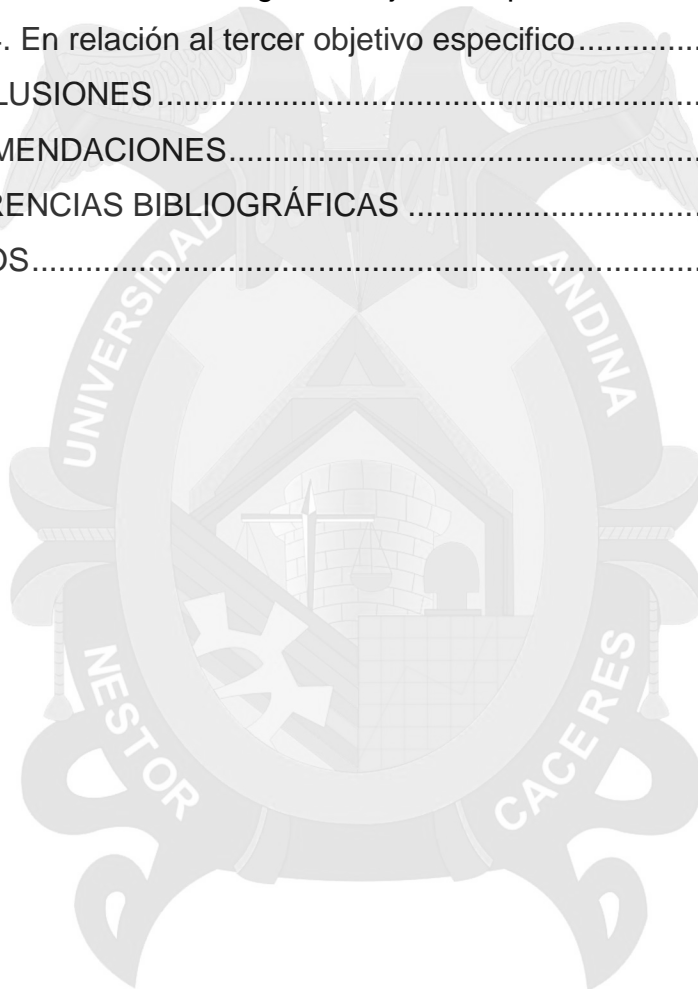 . En relación al tercer objetivo especifico..................
LUSIONES..............................................................
MENDACIONES.....................................................
RENCIAS BIBLIOGRÁFICAS .................................
OS............................................................................
UNIVERSIDAD ANDINA
NESTOR CACERES